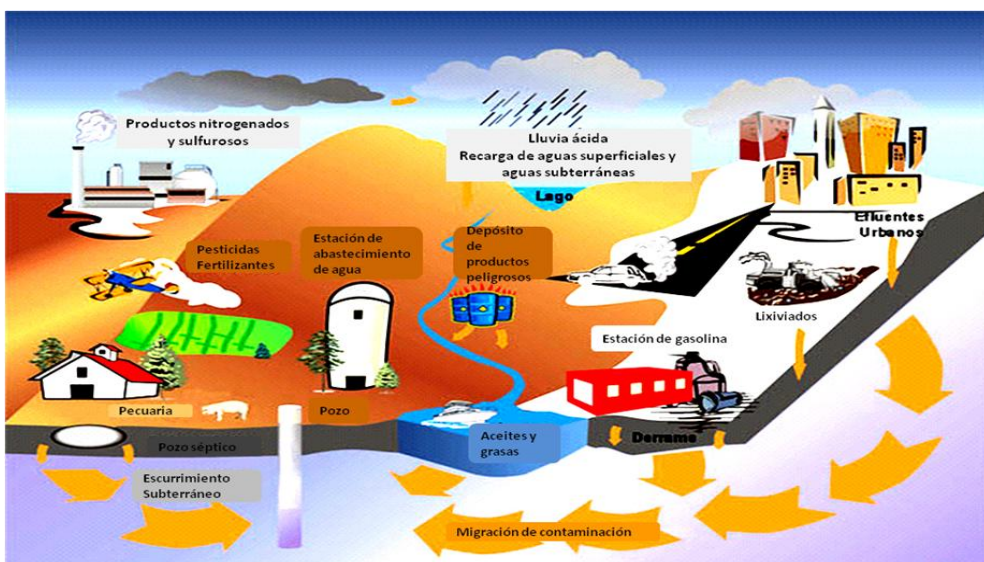 Productos nitrogenados
y sulfurosos
Lluvia ácida
Recarga de aguas superficiales y
aguas subterráneas
Lago
Efluentes
Urbanos
Pesticidas
Fertilizantes
Estación de
abastecimiento
de agua
Depósito
de
productos
peligrosos
Lixiviados
Estación de gasolina
Pecuaria
Pozo
Pozo séptico
Aceites y
grasas
Derrame
Escurrimiento
Subterráneo
Migración de contaminación